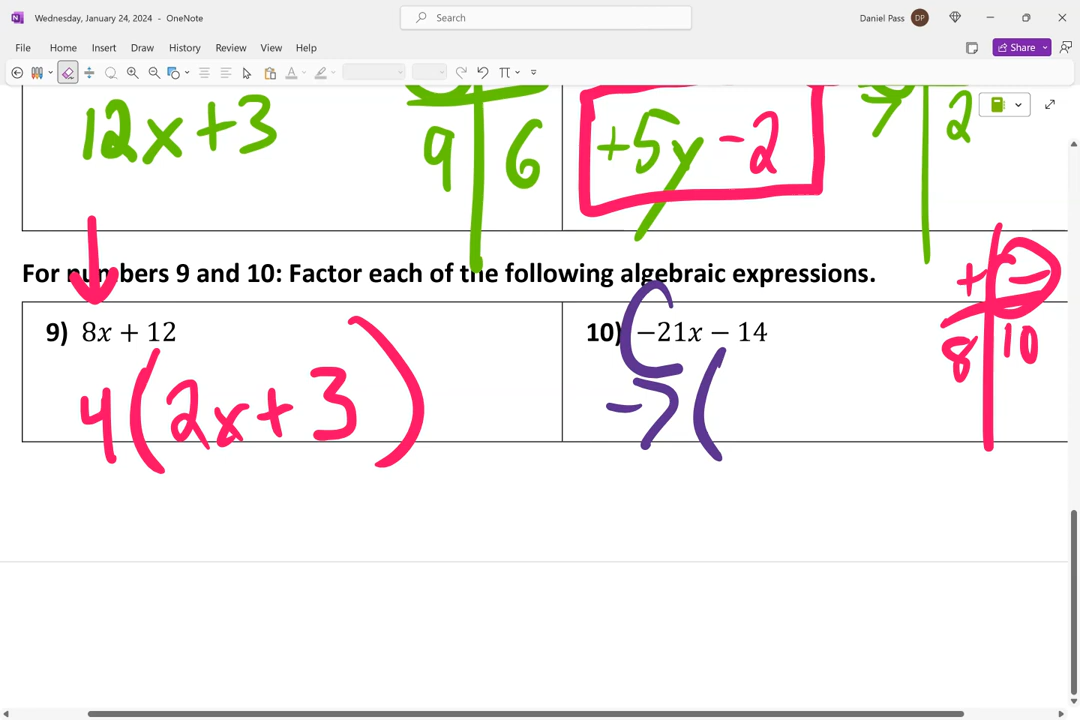 Wednesday, January 24, 2024 - OneNote
Search
Daniel Pass DP
File Home Insert Draw History Review View Help
Share
12x+3
9 6
+5y -2
7 2
For numbers 9 and 10: Factor each of the following algebraic expressions.
+ -
8 10
9) 8x + 12
10) −21x − 14
4(2x+3)
-7(